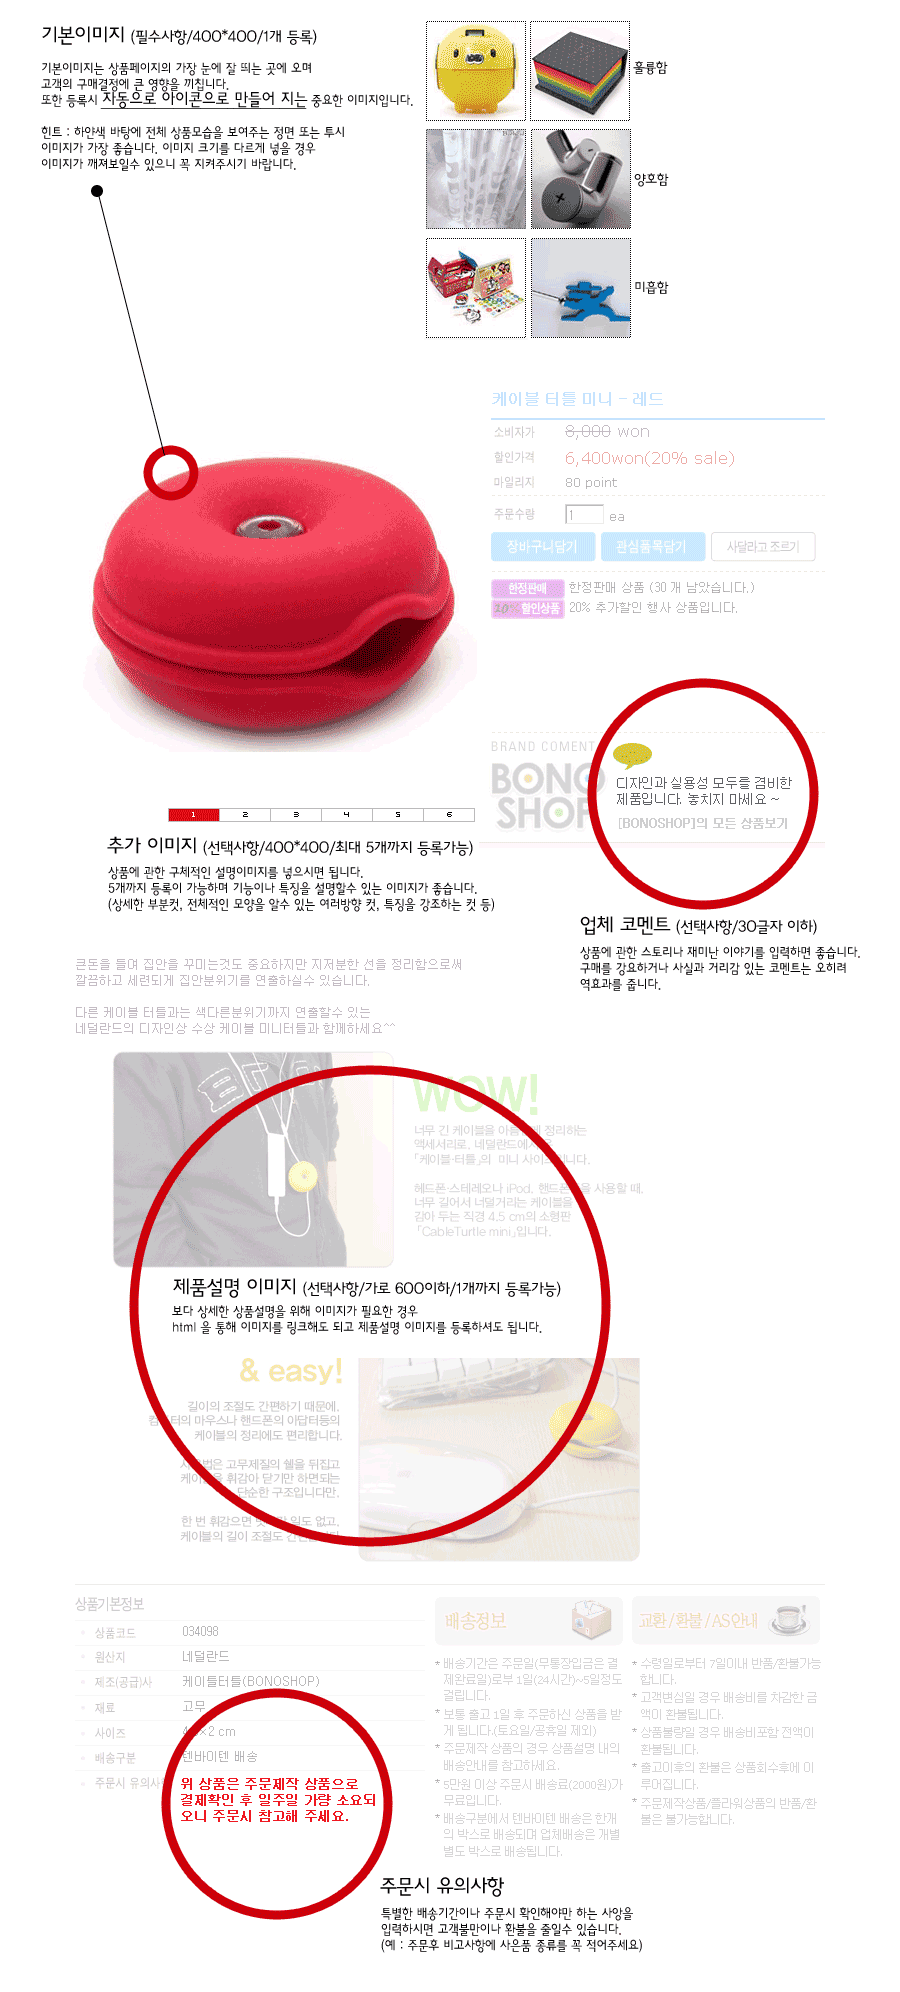 기본이미지 (필수사항/400*400/1개 등록)
기본이미지는 상품페이지의 가장 눈에 잘 띄는 곳에 오며
고객의 구매결정에 큰 영향을 끼칩니다.
또한 등록시 자동으로 아이콘으로 만들어 지는 중요한 이미지입니다.
힌트 : 하얀색 바탕에 전체 상품모습을 보여주는 정면 또는 투시
이미지가 가장 좋습니다. 이미지 크기를 다르게 넣을 경우
이미지가 깨져보일수 있으니 꼭 지켜주시기 바랍니다.
훌륭함
양호함
미흡함
케이블 터틀 미니 - 레드
소비자가 8,000 won
할인가격 6,400won(20% sale)
마일리지 80 point
주문수량 1 ea
장바구니담기 관심품목담기 사달라고 조르기
한정판매 한정판매 상품 (30 개 남았습니다.)
할인상품 20% 추가할인 행사 상품입니다.
BRAND COMENT
BONO
SHOP
디자인과 실용성 모두를 겸비한
제품입니다. 놓치지 마세요 ~
[BONOSHOP]의 모든 상품보기
1 2 3 4 5 6
추가 이미지 (선택사항/400*400/최대 5개까지 등록가능)
상품에 관한 구체적인 설명이미지를 넣으시면 됩니다.
5개까지 등록이 가능하며 기능이나 특징을 설명할수 있는 이미지가 좋습니다.
(상세한 부분컷, 전체적인 모양을 알수 있는 여러방향 컷, 특징을 강조하는 컷 등)
업체 코멘트 (선택사항/30글자 이하)
상품에 관한 스토리나 재미난 이야기를 입력하면 좋습니다.
구매를 강요하거나 사실과 거리감 있는 코멘트는 오히려
역효과를 줍니다.
큰돈을 들여 집안을 꾸미는것도 중요하지만 지저분한 선을 정리함으로써
깔끔하고 세련되게 집안분위기를 연출하실수 있습니다.
다른 케이블 터틀과는 색다른분위기까지 연출할수 있는
네덜란드의 디자인상 수상 케이블 미니터틀과 함께하세요^^
WOW!
너무 긴 케이블을 정리하는
액세서리로, 네덜란드에서
「케이블·터틀」의 미니 사이즈입니다.
헤드폰·스테레오나 iPod, 핸드폰 을 사용할 때,
너무 길어서 너덜거리는 케이블을
감아 두는 직경 4.5 cm의 소형판
「CableTurtle mini」입니다.
제품설명 이미지 (선택사항/가로 600이하/1개까지 등록가능)
보다 상세한 상품설명을 위해 이미지가 필요한 경우
html 을 통해 이미지를 링크해도 되고 제품설명 이미지를 등록하셔도 됩니다.
& easy!
길이의 조절도 간편하기 때문에,
컴퓨터의 마우스나 핸드폰의 아답터등의
케이블의 정리에도 편리합니다.
사용법은 고무제질의 쉘을 뒤집고
케이블을 휘감아 닫기만 하면되는
단순한 구조입니다만,
한 번 휘감으면 일도 없고,
케이블의 길이 조절도
상품기본정보
상품코드 034098
원산지 네덜란드
제조(공급)사 케이틀터틀(BONOSHOP)
재료 고무
사이즈 ×2 cm
배송구분 텐바이텐 배송
주문시 유의사항 위 상품은 주문제작 상품으로
결제확인 후 일주일 가량 소요되
오니 주문시 참고해 주세요.
배송정보
* 배송기간은 주문일(무통장입금은 결
제완료일)로부 1일(24시간)~5일정도
걸립니다.
* 보통 출고 1일 후 주문하신 상품을 받
게 됩니다.(토요일/공휴일 제외)
* 주문제작 상품의 경우 상품설명 내의
배송안내를 참고하세요.
* 5만원 이상 주문시 배송료(2000원)가
무료입니다.
* 배송구분에서 텐바이텐 배송은 한개
의 박스로 배송되며 업체배송은 개별
별도 박스로 배송됩니다.
교환/환불/AS안내
* 수령일로부터 7일이내 반품/환불가능
합니다.
* 고객변심일 경우 배송비를 차감한 금
액이 환불됩니다.
* 상품불량일 경우 배송비포함 전액이
환불됩니다.
* 출고이후의 환불은 상품회수후에 이
루어집니다.
* 주문제작상품/플라워상품의 반품/환
불은 불가능합니다.
주문시 유의사항
특별한 배송기간이나 주문시 확인해야만 하는 사앙을
입력하시면 고객불만이나 환불을 줄일수 있습니다.
(예 : 주문후 비고사항에 사은품 종류를 꼭 적어주세요)